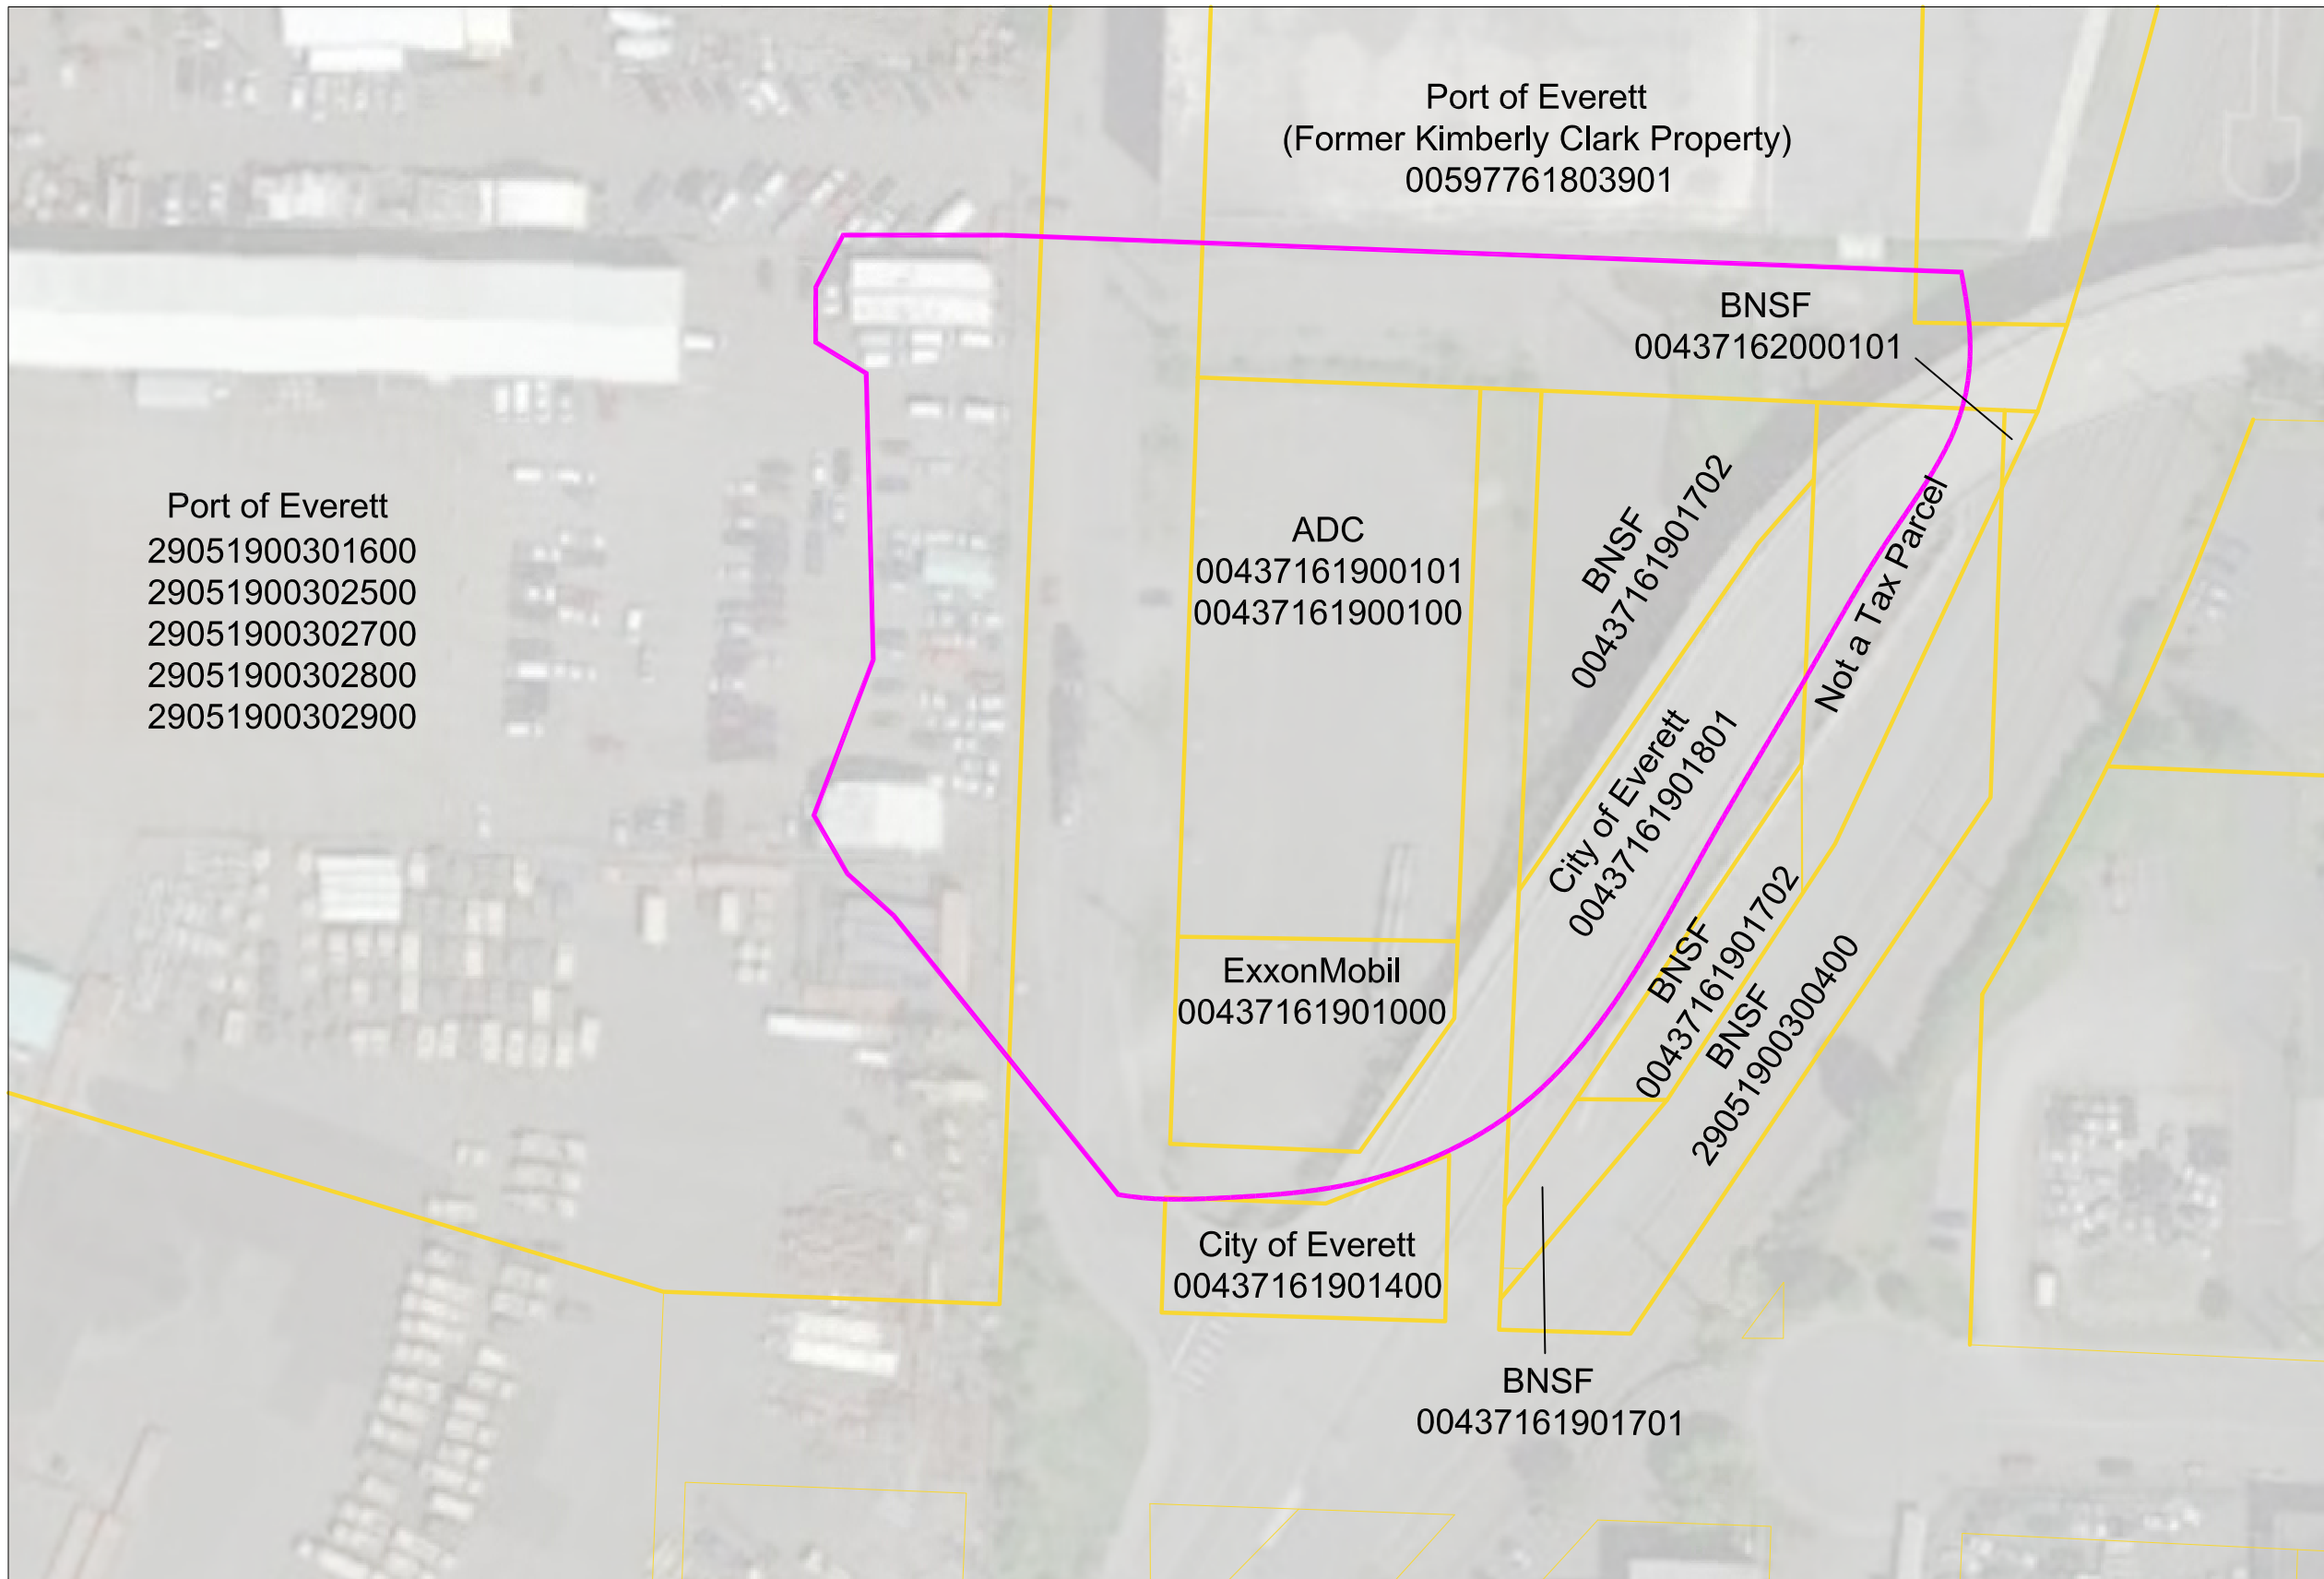 Port of Everett
(Former Kimberly Clark Property)
00597761803901
BNSF
00437162000101
Port of Everett
29051900301600
29051900302500
29051900302700
29051900302800
29051900302900
ADC
00437161900101
00437161900100
BNSF
00437161901702
Not a Tax Parcel
City of Everett
00437161901801
ExxonMobil
00437161901000
BNSF
00437161901702
BNSF
29051900300400
City of Everett
00437161901400
BNSF
00437161901701